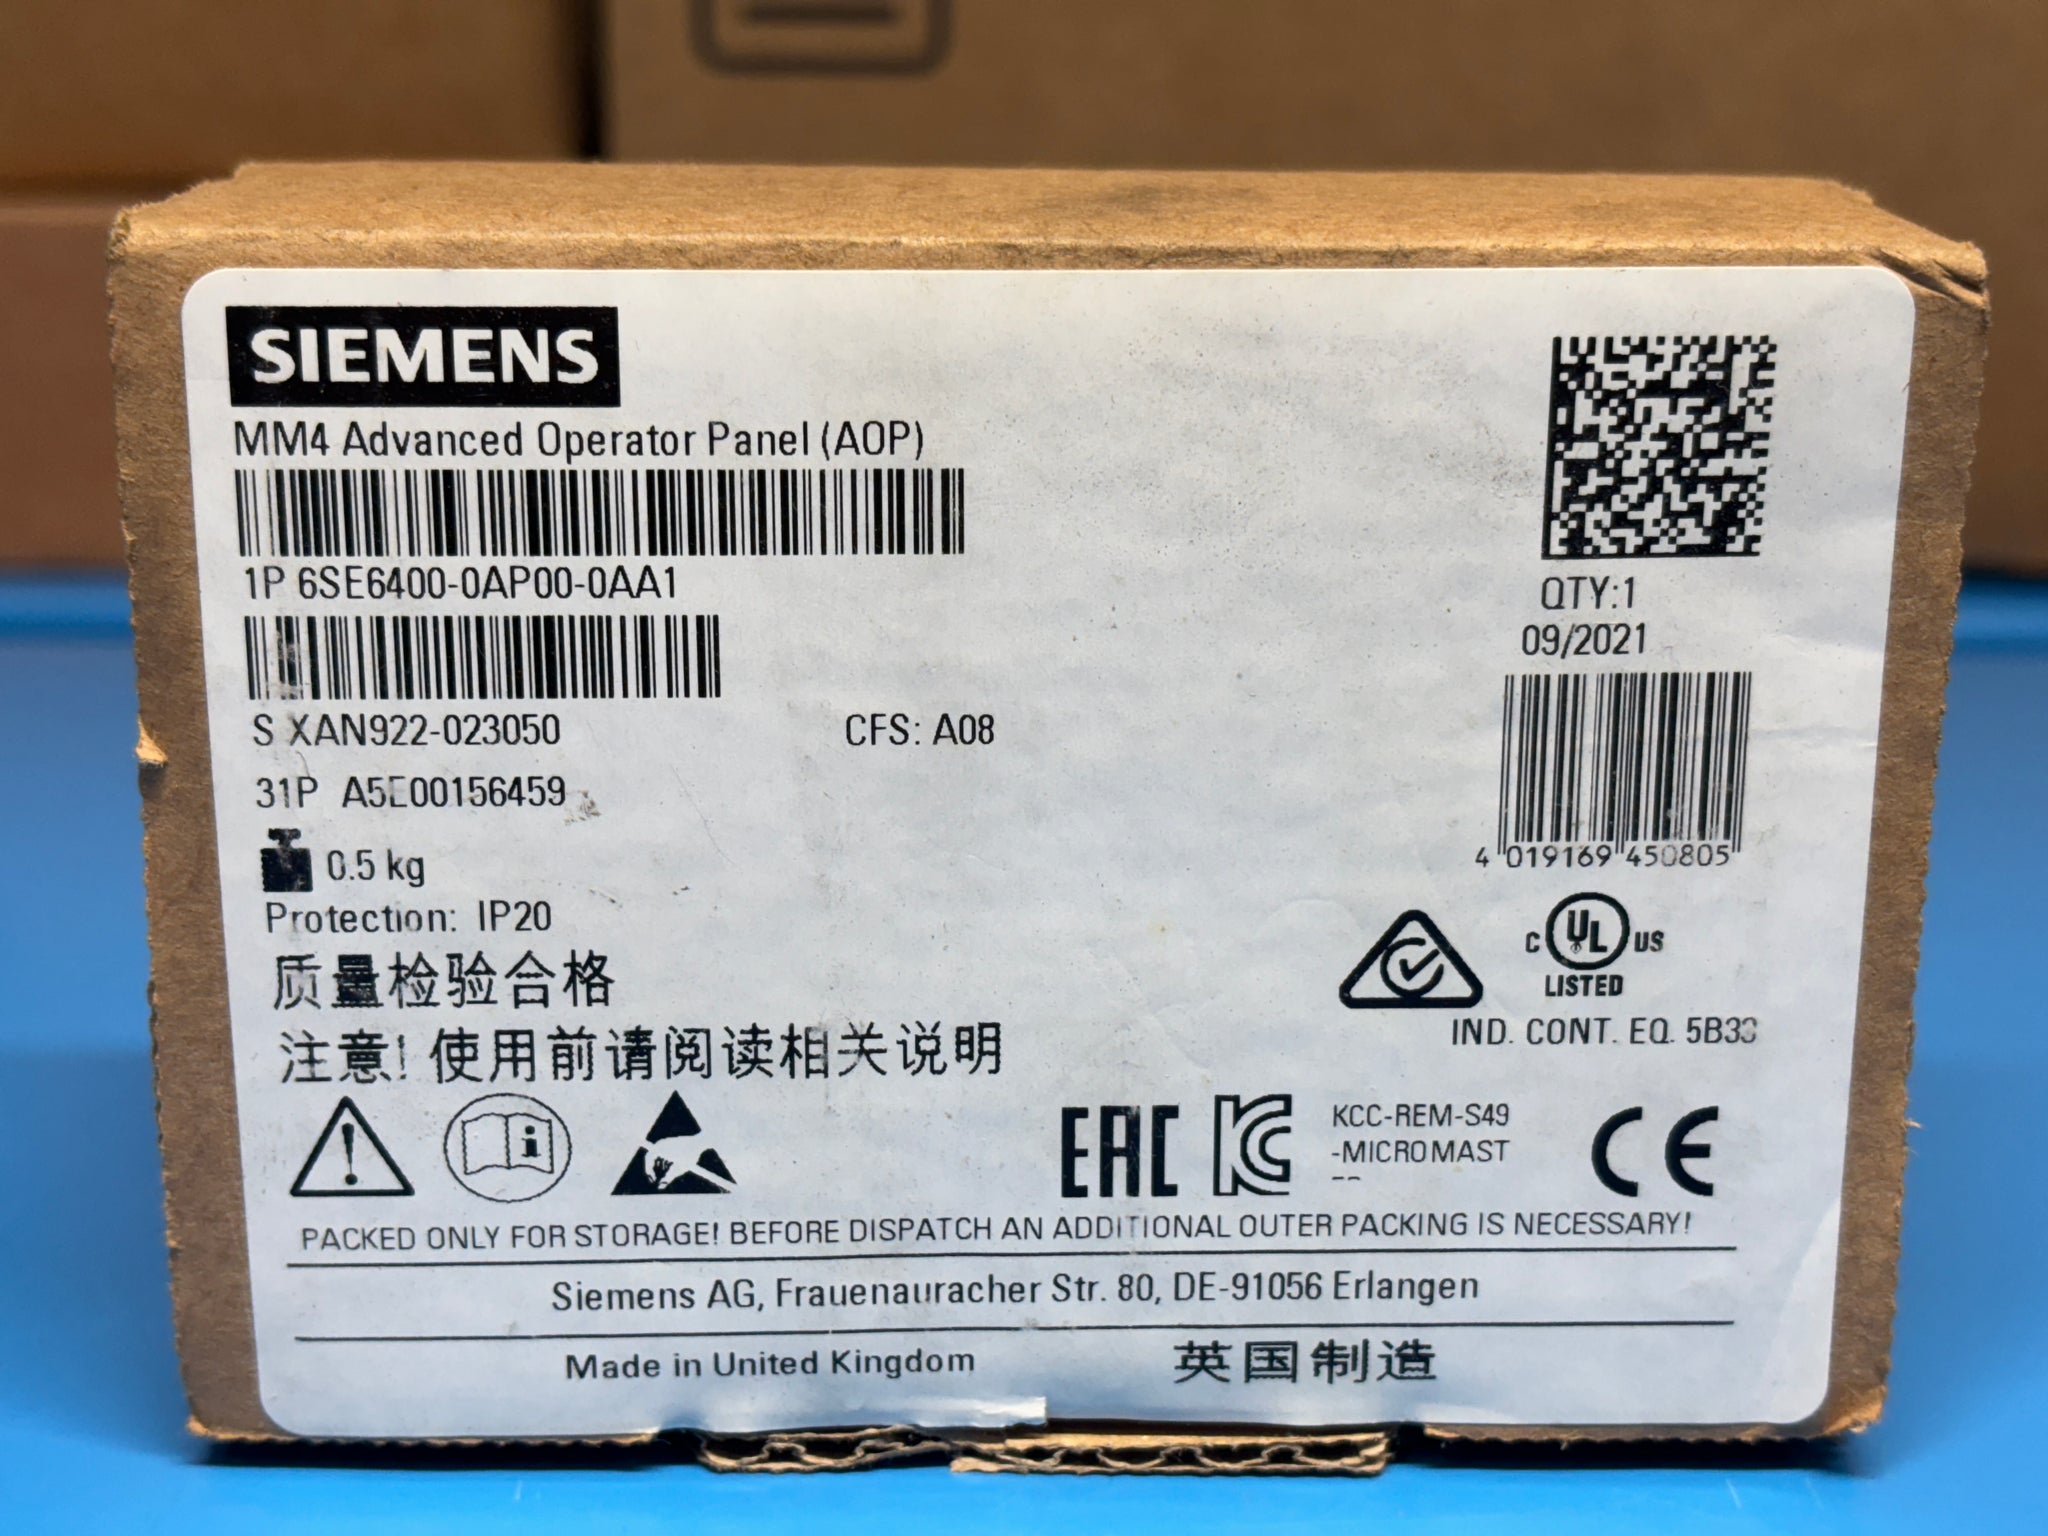 SIEMENS
MM4 Advanced Operator Panel (AOP)
1P 6SE6400-0AP00-0AA1
QTY:1
09/2021
S XAN922-023050
CFS: A08
31P A5E00156459
4 019169 450805
0.5 kg
Protection: IP20
质量检验合格
注意! 使用前请阅读相关说明
C UL US
LISTED
IND. CONT. EQ. 5B33
i
EAC
KCC-REM-S49
-MICROMAST
CE
PACKED ONLY FOR STORAGE! BEFORE DISPATCH AN ADDITIONAL OUTER PACKING IS NECESSARY!
Siemens AG, Frauenauracher Str. 80, DE-91056 Erlangen
Made in United Kingdom 英国制造